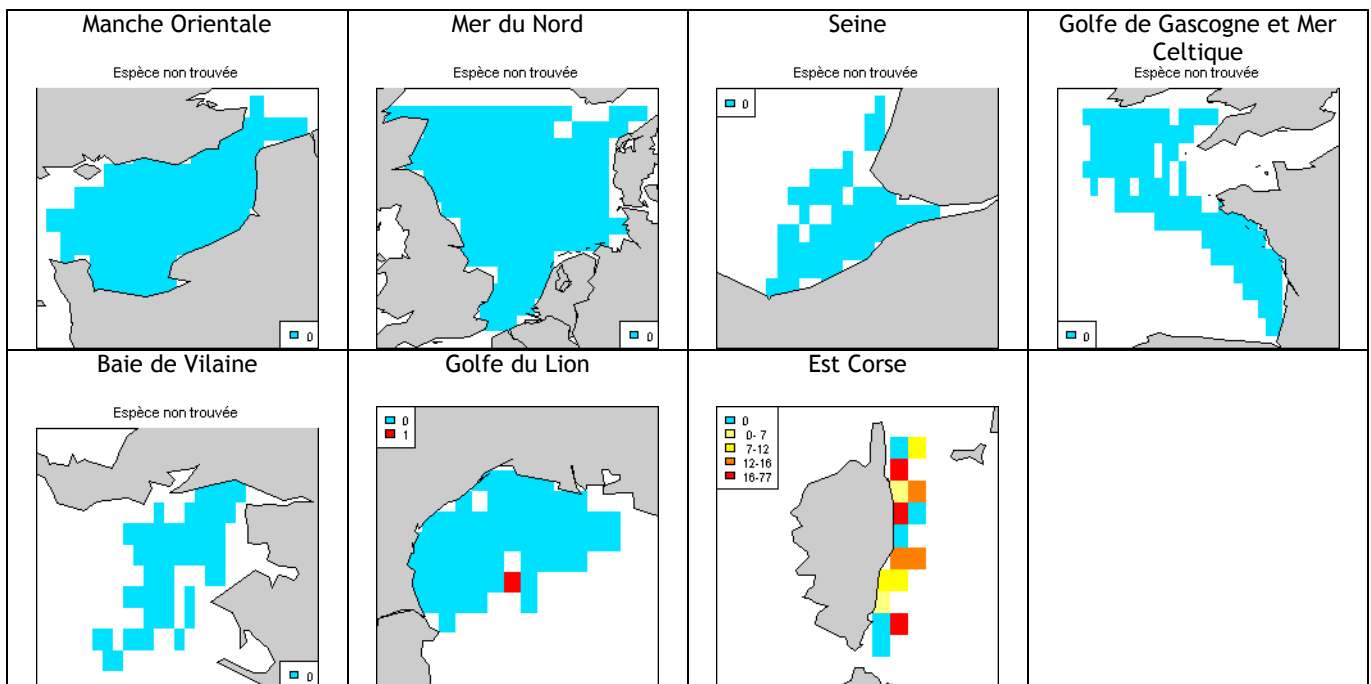 Manche Orientale
Espèce non trouvée
0
Mer du Nord
Espèce non trouvée
0
Seine
Espèce non trouvée
0
Golfe de Gascogne et Mer
Celtique
Espèce non trouvée
0
Baie de Vilaine
Espèce non trouvée
0
Golfe du Lion
0
1
Est Corse
0
0- 7
7-12
12-16
16-77